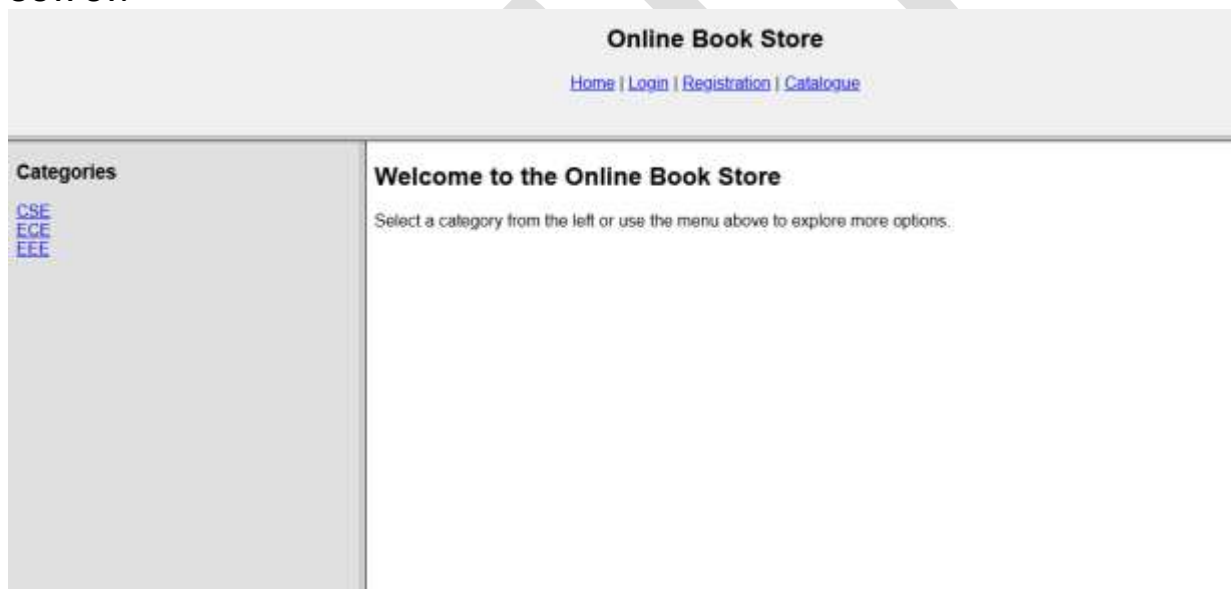 Online Book Store
Home | Login | Registration | Catalogue
Categories
CSE
ECE
EEE
Welcome to the Online Book Store
Select a category from the left or use the menu above to explore more options.